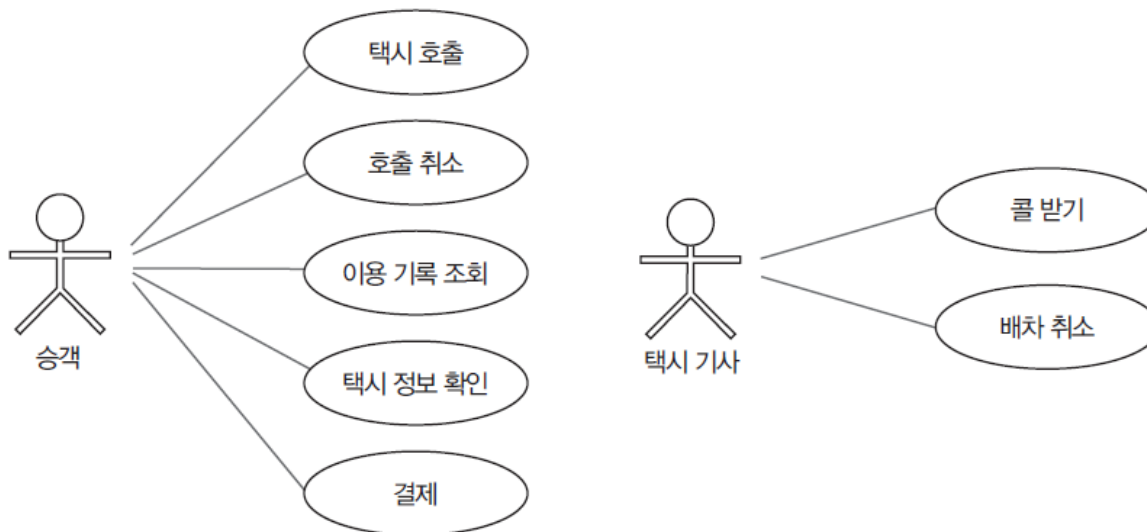 택시 호출
호출 취소
이용 기록 조회
택시 정보 확인
결제
승객
콜 받기
배차 취소
택시 기사